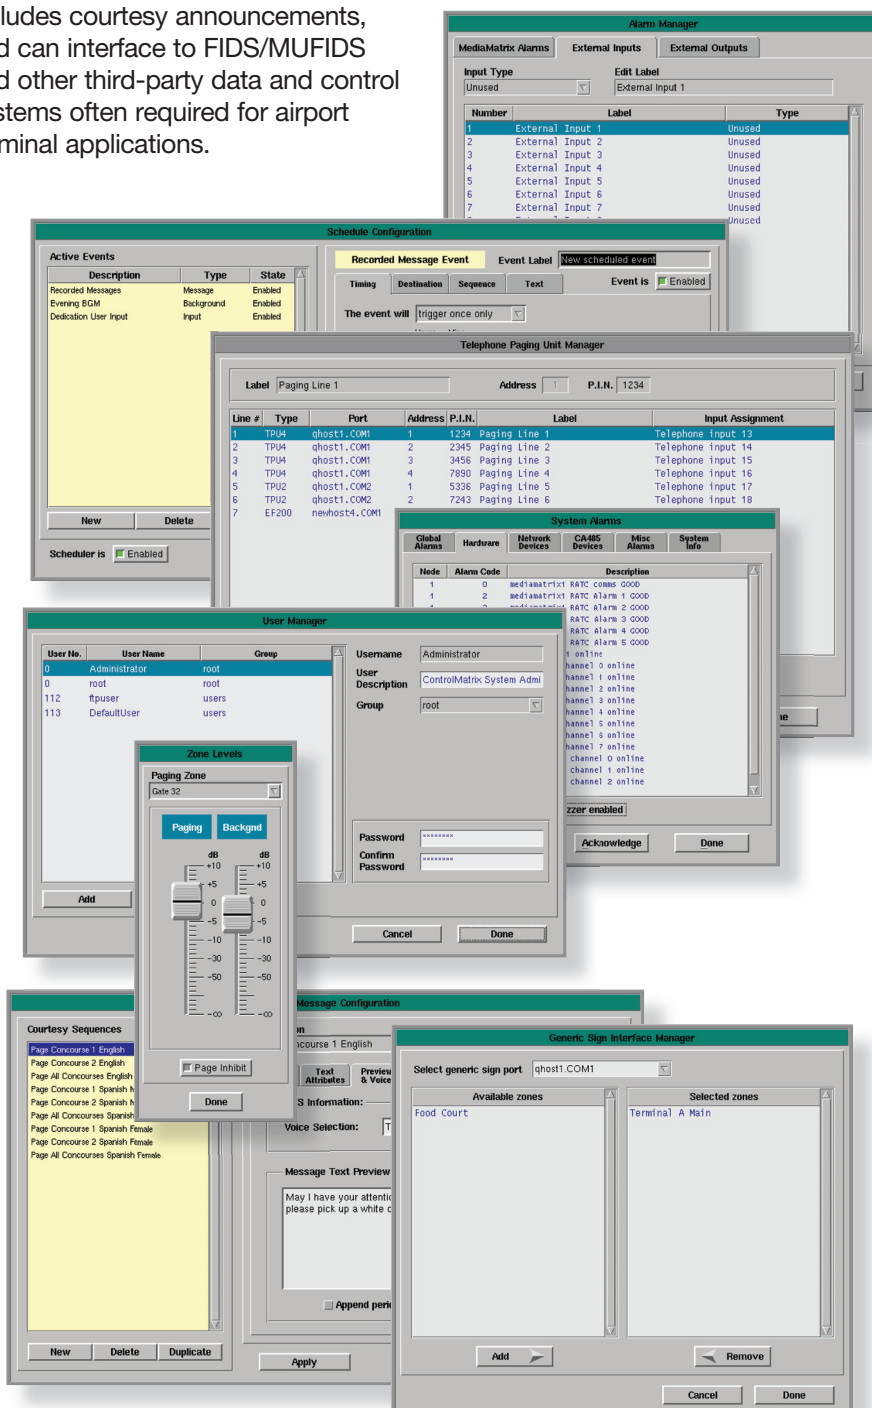 ludes courtesy announcements,
d can interface to FIDS/MUFIDS
d other third-party data and control
stems often required for airport
minal applications.
Alarm Manager
MediaMatrix Alarms External Inputs External Outputs
Input Type Edit Label
Unused External Input 1
Number Label Type
1 External Input 1 Unused
2 External Input 2 Unused
3 External Input 3 Unused
4 External Input 4 Unused
5 External Input 5 Unused
6 External Input 6 Unused
7 External Input 7 Unused
Unused
Schedule Configuration
Active Events
Description Type State
Recorded Messages Message Enabled
Evening BGM Background Enabled
Dedication User Input Input Enabled
New Delete
Scheduler is Enabled
Recorded Message Event Event Label New scheduled event
Timing Destination Sequence Text Event is Enabled
The event will trigger once only
Telephone Paging Unit Manager
Label Paging Line 1 Address 1 P.I.N. 1234
Line # Type Port Address P.I.N. Label Input Assignment
1 TPU4 qhost1.COM1 1 1234 Paging Line 1 Telephone input 13
2 TPU4 qhost1.COM1 2 2345 Paging Line 2 Telephone input 14
3 TPU4 qhost1.COM1 3 3456 Paging Line 3 Telephone input 15
4 TPU4 qhost1.COM1 4 7890 Paging Line 4 Telephone input 16
5 TPU2 qhost1.COM2 1 5336 Paging Line 5 Telephone input 17
6 TPU2 qhost1.COM2 2 7243 Paging Line 6 Telephone input 18
7 EF200 newhost4.COM1
ne
System Alarms
Global Alarms Hardware Network Devices CA485 Devices Misc Alarms System Info
Node Alarm Code Description
1 0 mediamatrix1 RATC comms GOOD
1 2 mediamatrix1 RATC Alarm 1 GOOD
RATC Alarm 2 GOOD
RATC Alarm 3 GOOD
RATC Alarm 4 GOOD
RATC Alarm 5 GOOD
1 online
hannel 0 online
hannel 1 online
hannel 2 online
hannel 3 online
hannel 4 online
hannel 5 online
hannel 6 online
hannel 7 online
channel 0 online
channel 1 online
channel 2 online
zzer enabled
Acknowledge Done
User Manager
User No. User Name Group
0 Administrator root
0 root root
112 ftpuser users
113 DefaultUser users
Add
Username Administrator
User Description ControlMatrix System Admi
Group root
Password ********
Confirm Password ********
Cancel Done
Zone Levels
Paging Zone
Gate 32
Paging Backgnd
dB dB
+10 +10
+5 +5
0 0
-5 -5
-10 -10
-30 -30
-50 -50
-∞ -∞
Page Inhibit
Done
Message Configuration
Courtesy Sequences
Page Concourse 1 English
Page Concourse 2 English
Page All Concourses English
Page Concourse 1 Spanish M
Page Concourse 2 Spanish M
Page All Concourses Spanish
Page Concourse 1 Spanish Female
Page Concourse 2 Spanish Female
Page All Concourses Spanish Female
New Delete Duplicate
on
ncourse 1 English
Text Attributes Preview & Voice
S Information:
Voice Selection: T
Message Text Preview
May I have your attentio
please pick up a white c
Append peri
Apply
Generic Sign Interface Manager
Select generic sign port qhost1.COM1
Available zones Selected zones
Food Court Terminal A Main
Add Remove
Cancel Done